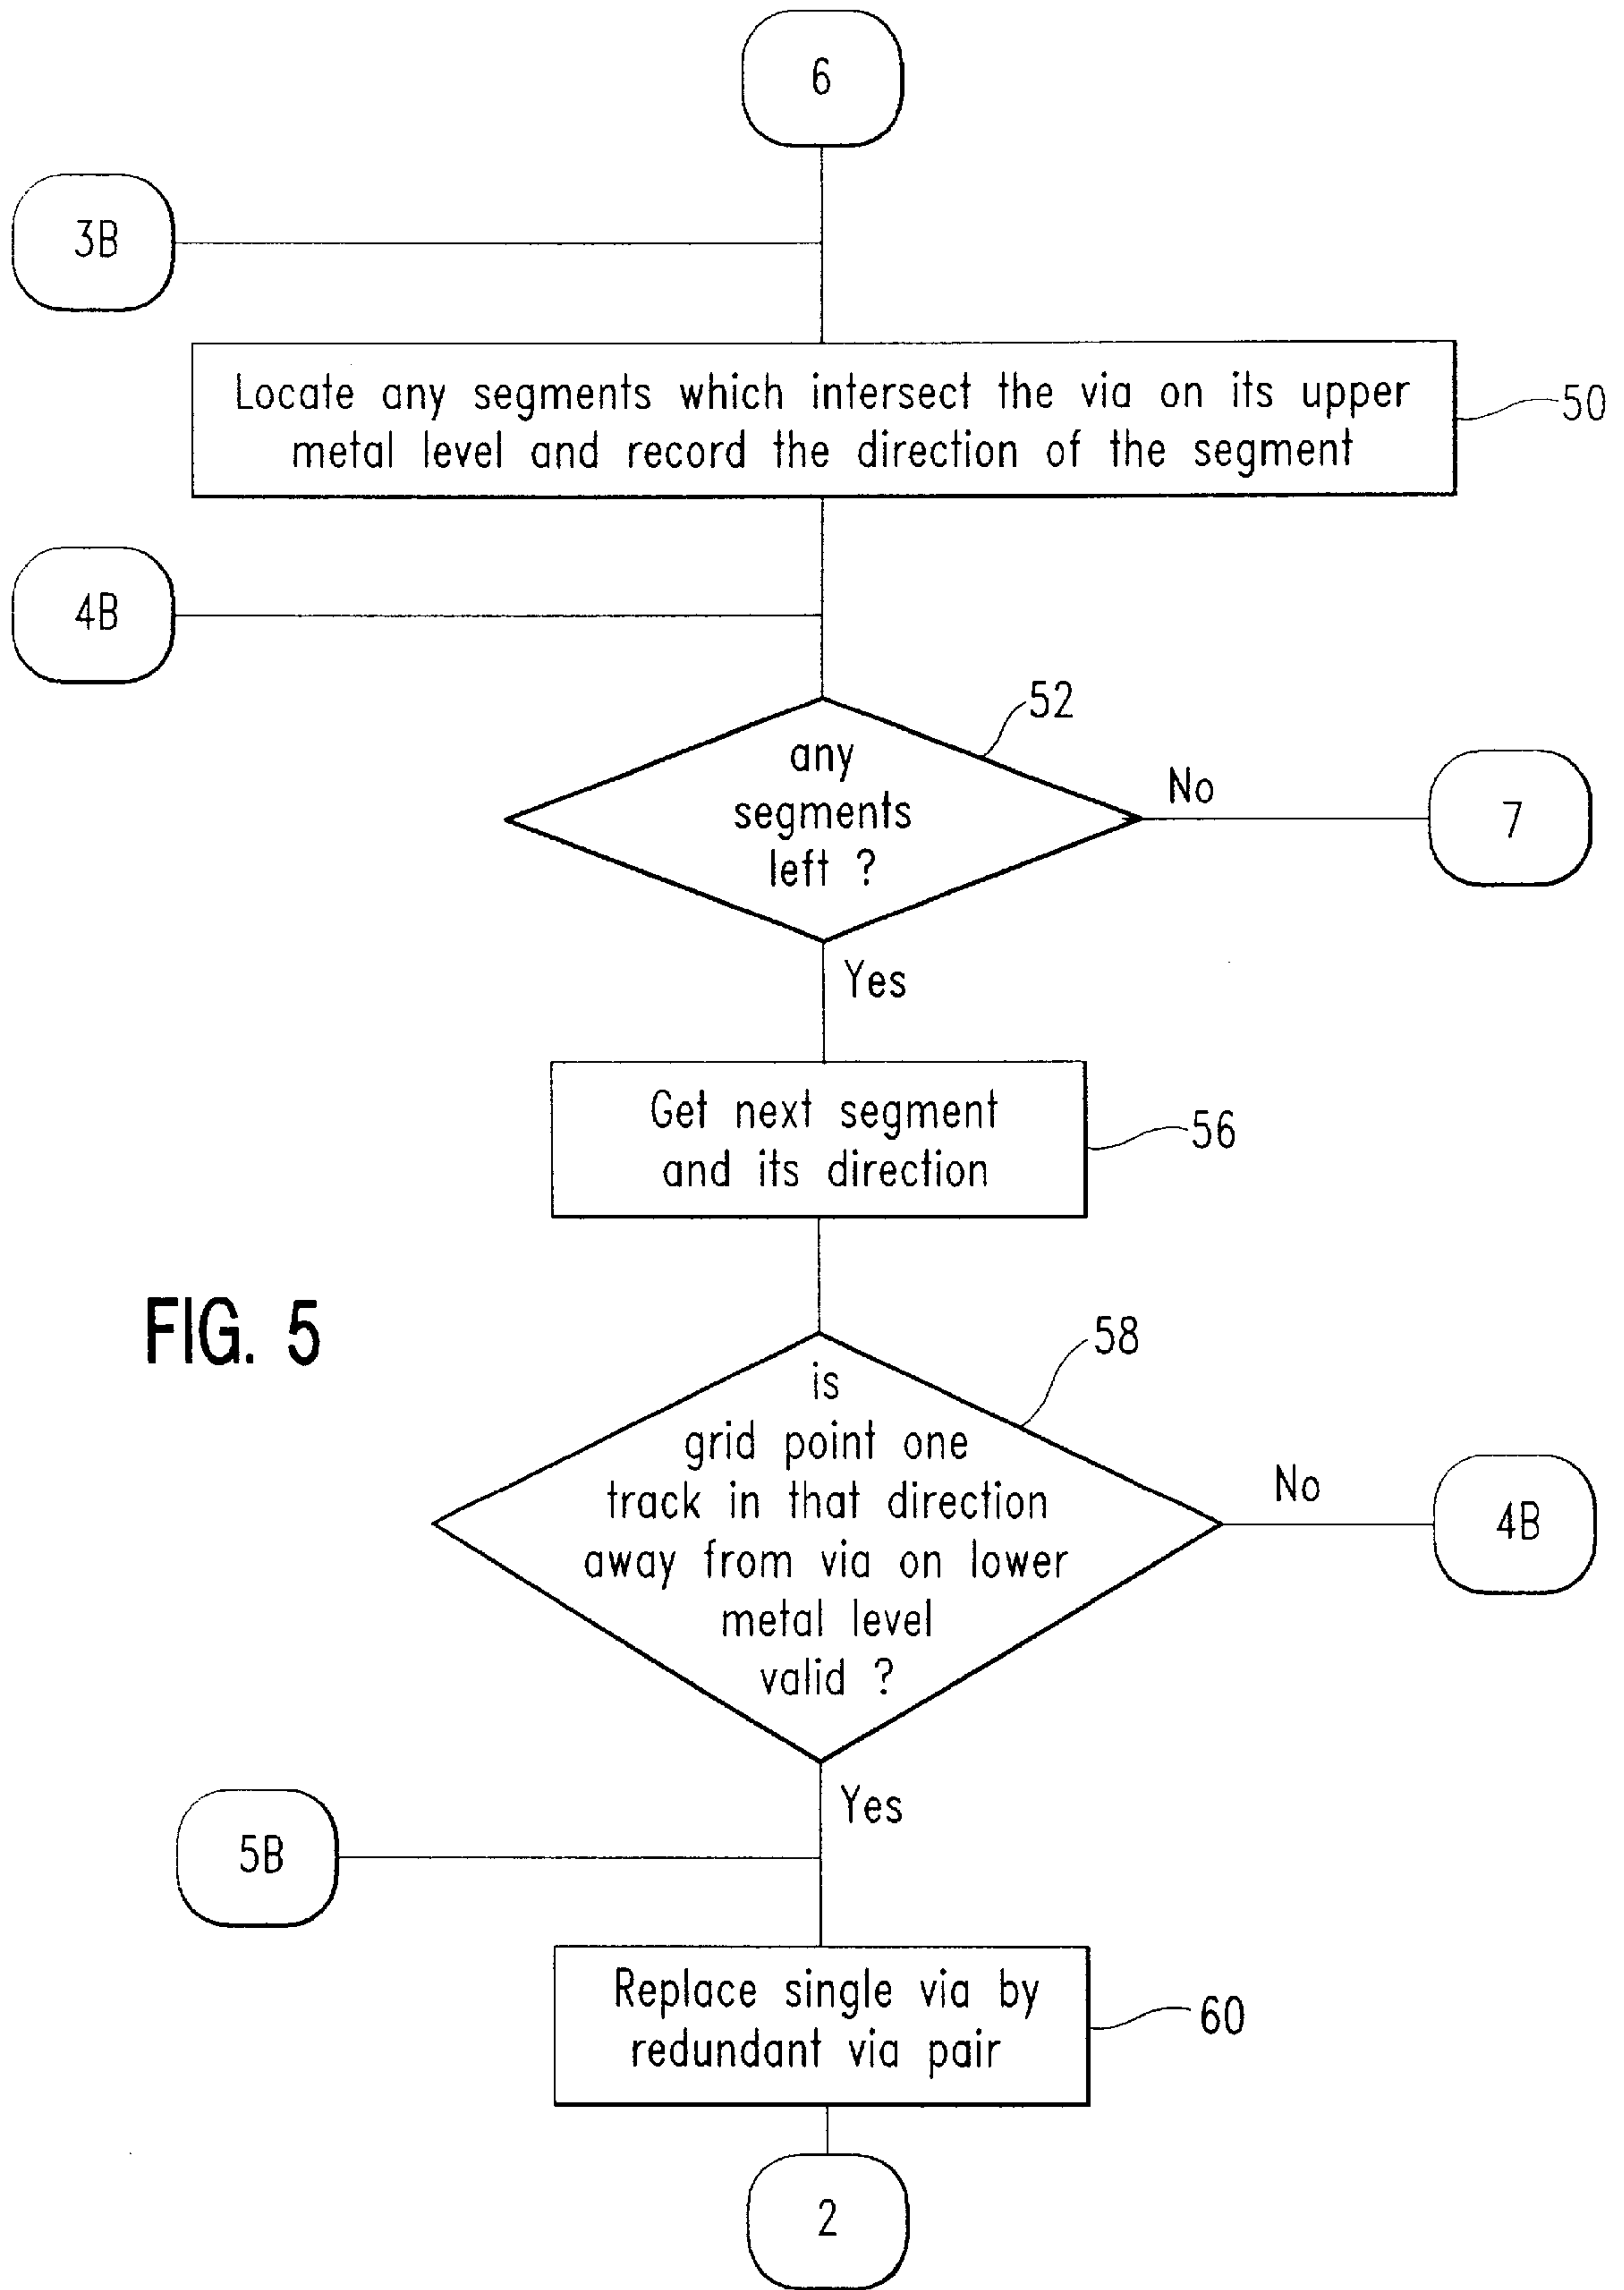 6
3B
Locate any segments which intersect the via on its upper
metal level and record the direction of the segment
50
4B
52
any
segments
left ?
No
7
Yes
Get next segment
and its direction
56
FIG. 5
58
is
grid point one
track in that direction
away from via on lower
metal level
valid ?
No
4B
Yes
5B
Replace single via by
redundant via pair
60
2